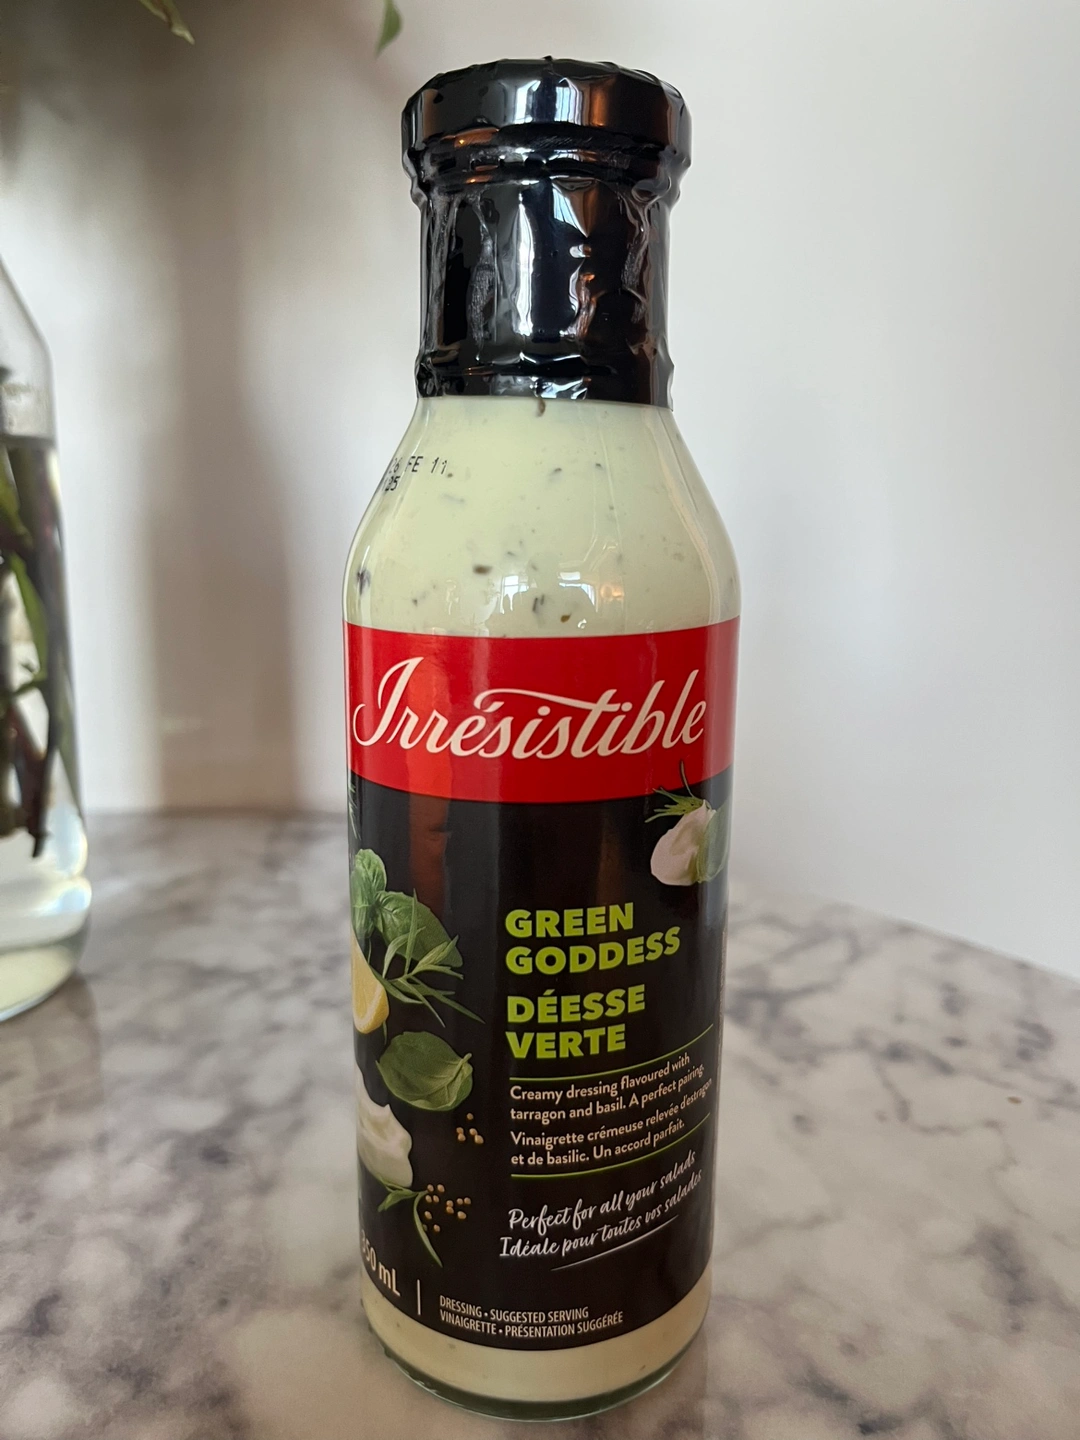 26 FE 11
25
Irrésistible
GREEN
GODDESS
DÉESSE
VERTE
Creamy dressing flavoured with
tarragon and basil. A perfect pairing.
Vinaigrette crémeuse relevée d'estragon
et de basilic. Un accord parfait.
Perfect for all your salads
Idéale pour toutes vos salades
350 mL
DRESSING • SUGGESTED SERVING
VINAIGRETTE • PRÉSENTATION SUGGÉRÉE